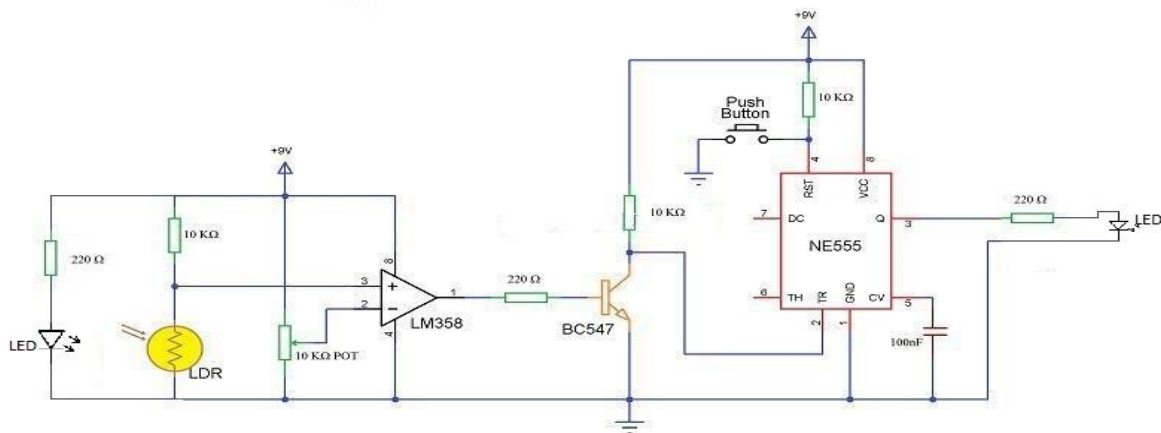 +9V
10 KΩ
Push
Button
4
8
RST
VCC
+9V
10 KΩ
220 Ω
10 KΩ
220 Ω
7
DC
Q
3
LED
NE555
8
3
+
220 Ω
2
−
1
LM358
4
BC547
6
TH
TR
GND
CV
5
2
1
100nF
LED
LDR
10 KΩ POT